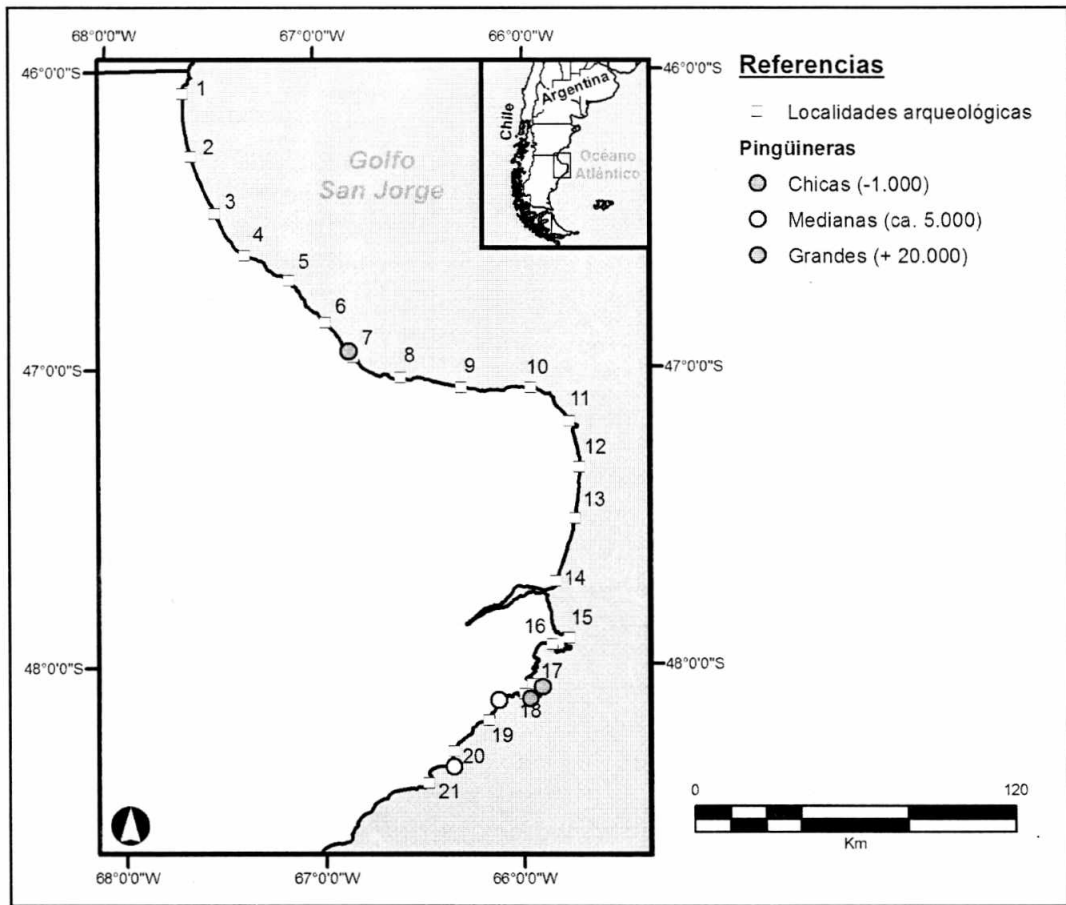 68°0'0"W
67°0'0"W
66°0'0"W
46°0'0"S
46°0'0"S
47°0'0"S
47°0'0"S
48°0'0"S
48°0'0"S
68°0'0"W
67°0'0"W
66°0'0"W
Golfo
San Jorge
1
2
3
4
5
6
7
8
9
10
11
12
13
14
15
16
17
18
19
20
21
Chile
Argentina
Océano
Atlántico
Referencias
Localidades arqueológicas
Pingüineras
Chicas (-1.000)
Medianas (ca. 5.000)
Grandes (+ 20.000)
0
120
Km